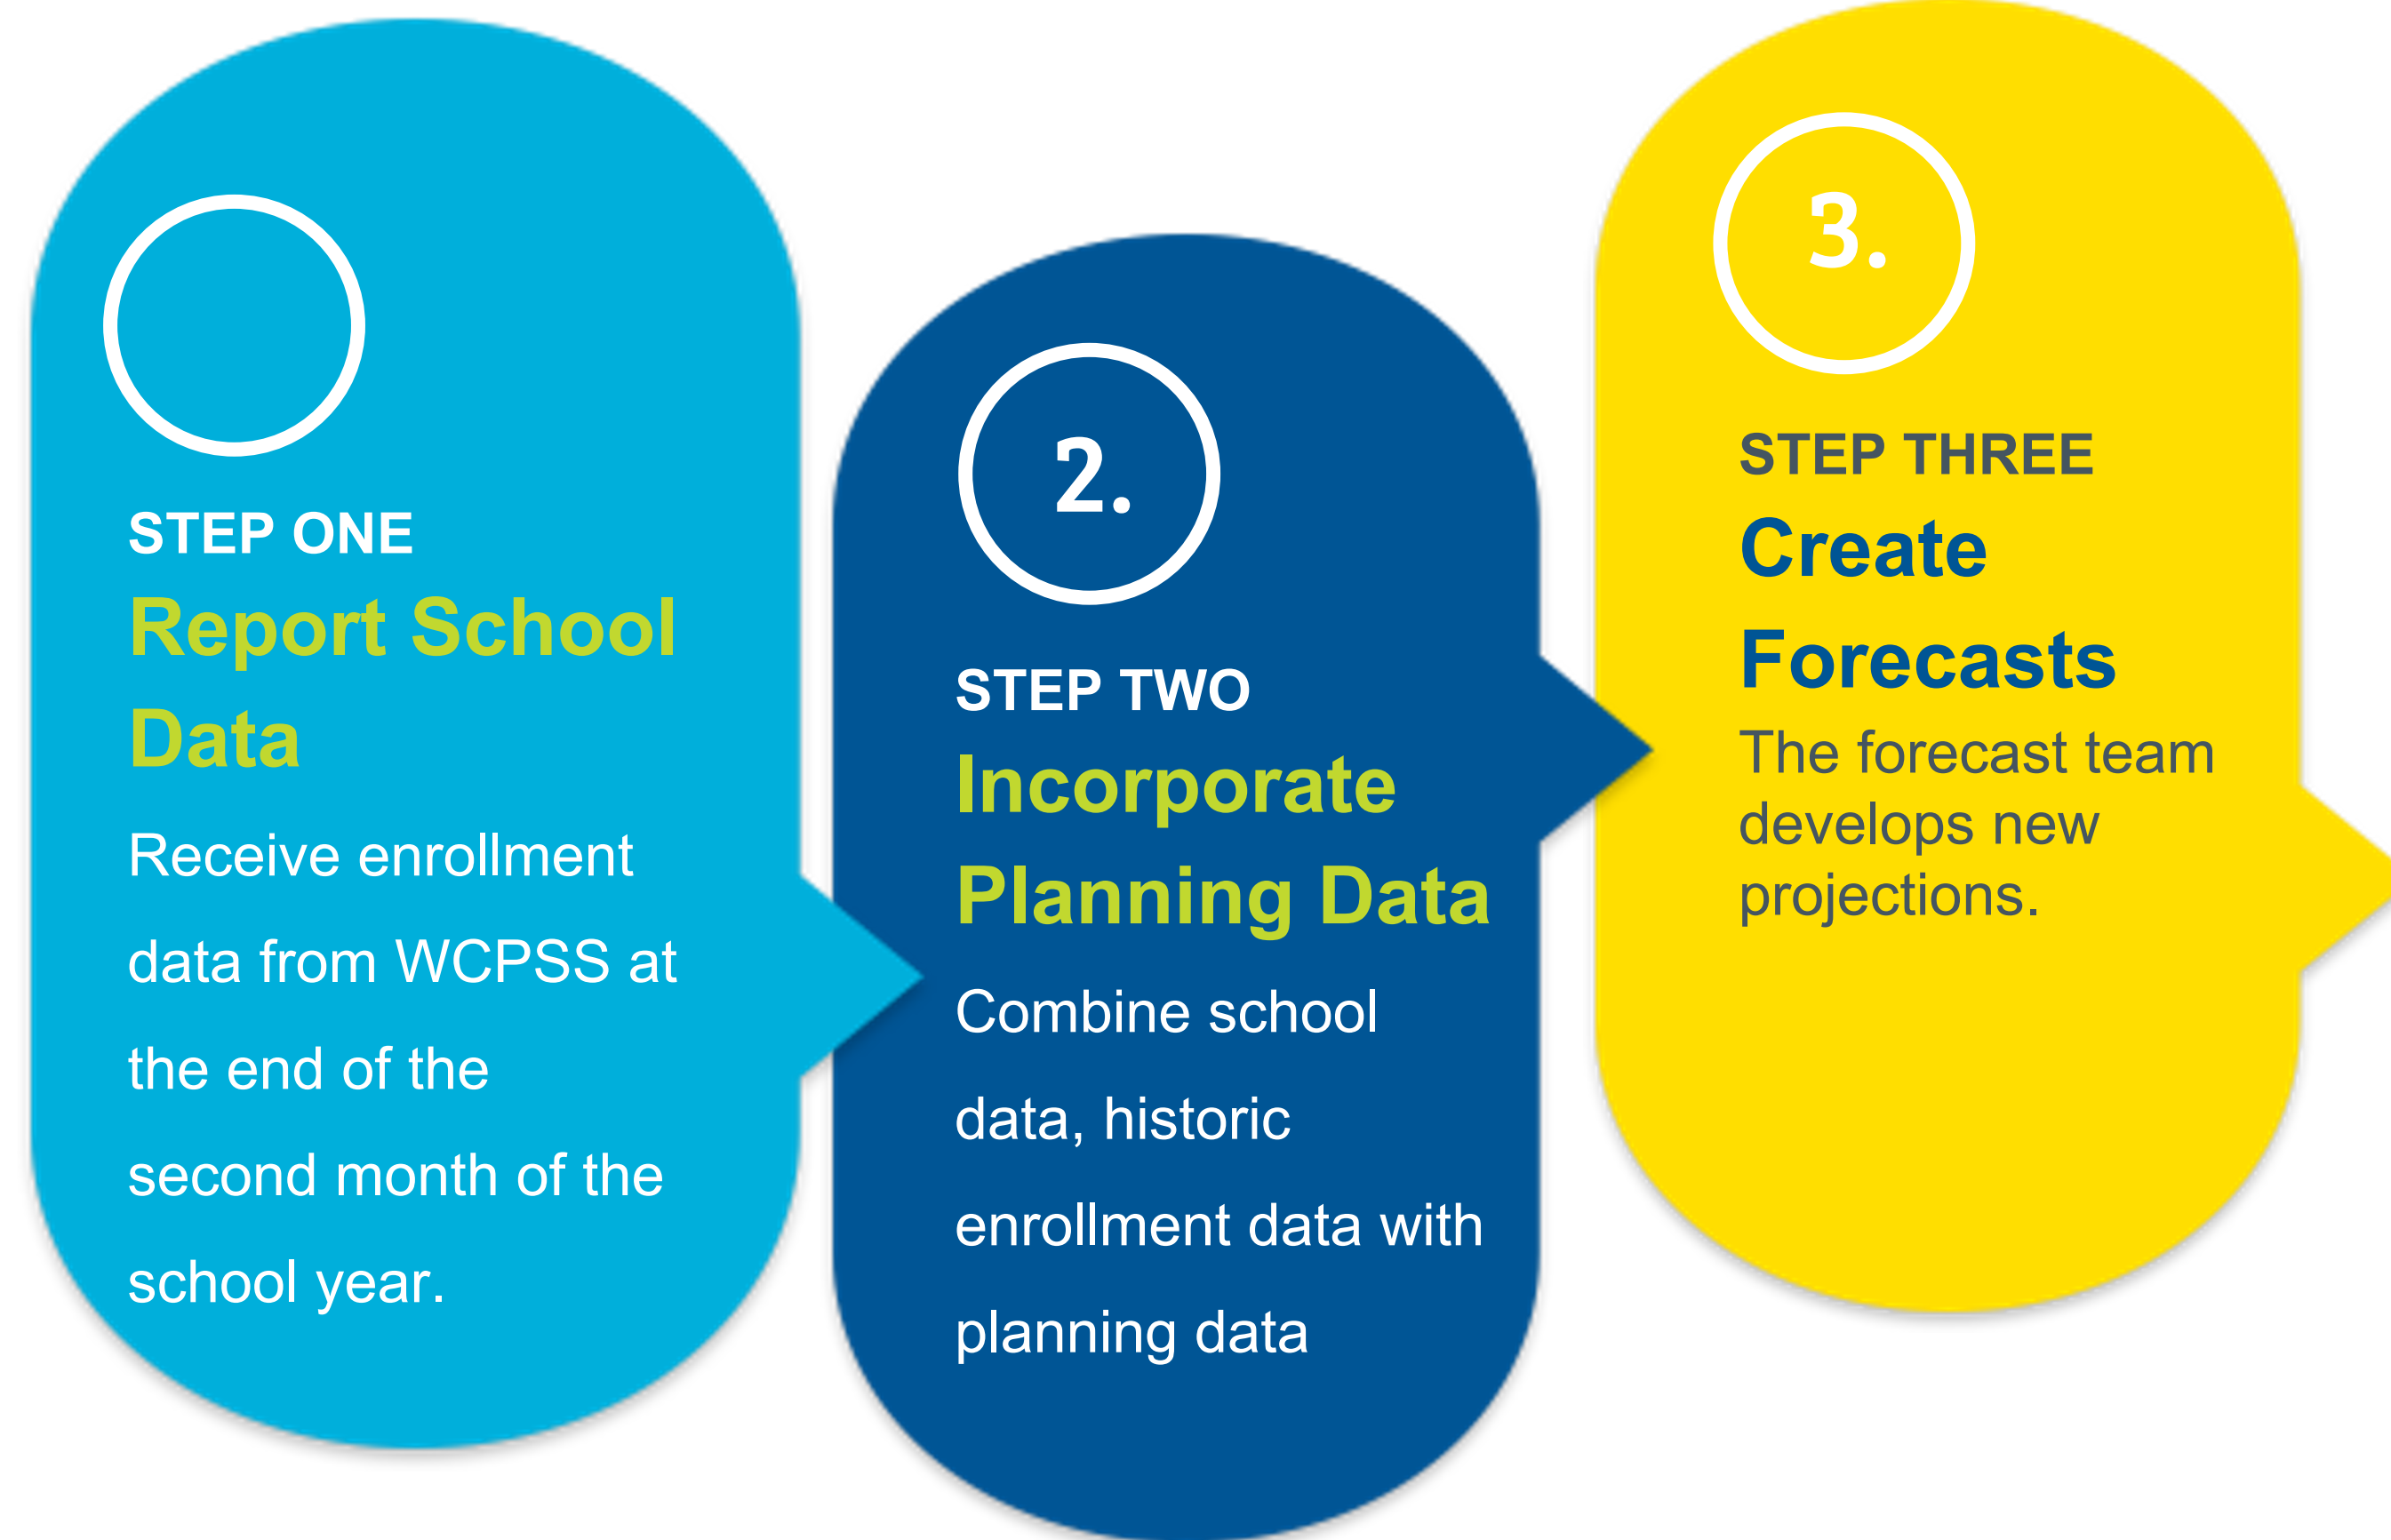 STEP ONE
Report School
Data
Receive enrollment
data from WCPSS at
the end of the
second month of the
school year.
2.
STEP TWO
Incorporate
Planning Data
Combine school
data, historic
enrollment data with
planning data
3.
STEP THREE
Create
Forecasts
The forecast team
develops new
projections.